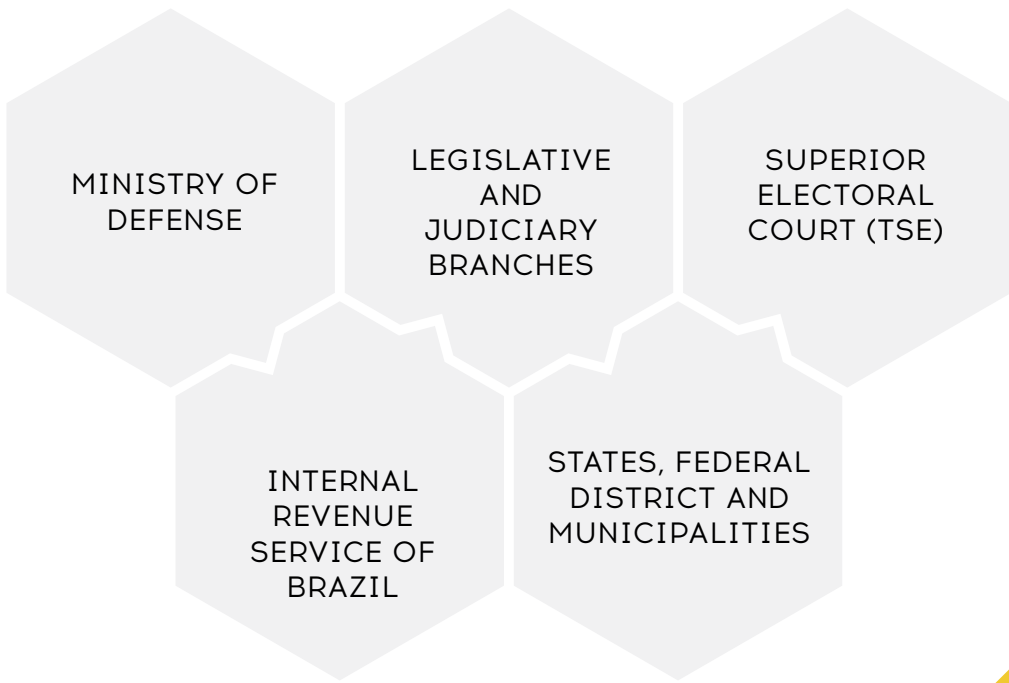 MINISTRY OF
DEFENSE
LEGISLATIVE
AND
JUDICIARY
BRANCHES
SUPERIOR
ELECTORAL
COURT (TSE)
INTERNAL
REVENUE
SERVICE OF
BRAZIL
STATES, FEDERAL
DISTRICT AND
MUNICIPALITIES